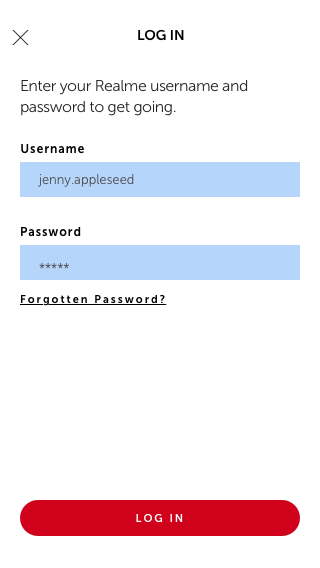 LOG IN
Enter your Realme username and
password to get going.
Username
jenny.appleseed
Password
*****
Forgotten Password?
LOG IN